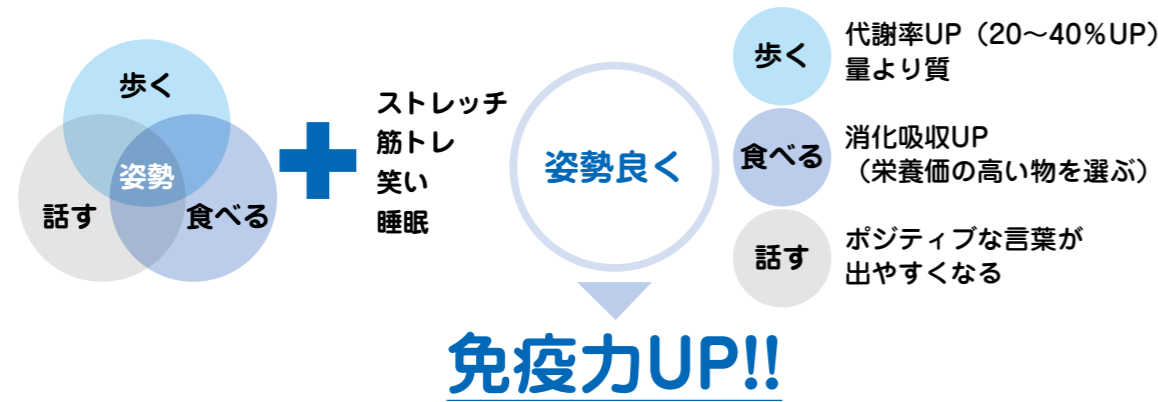 歩く
姿勢
話す
食べる
ストレッチ
筋トレ
笑い
睡眠
姿勢良く
歩く
代謝率UP（20〜40％UP）
量より質
食べる
消化吸収UP
（栄養価の高い物を選ぶ）
話す
ポジティブな言葉が
出やすくなる
免疫力UP!!